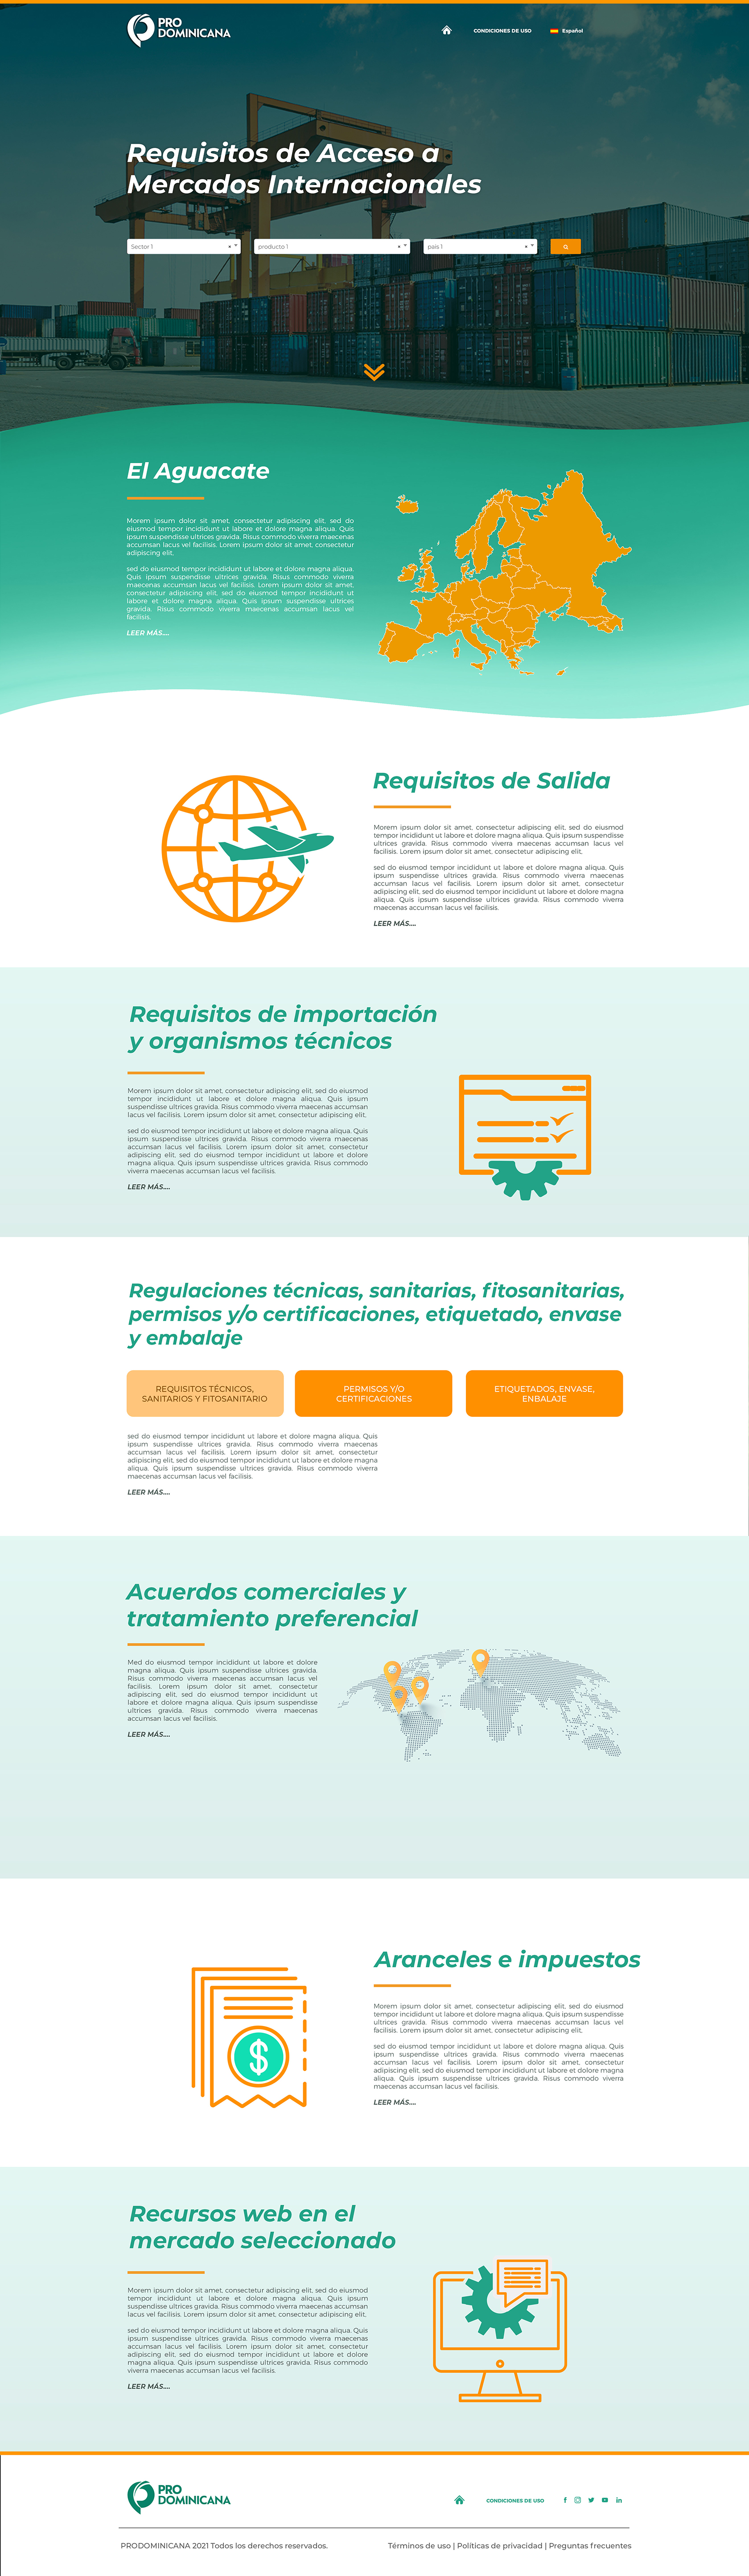 PRO
DOMINICANA
CONDICIONES DE USO
Español
Requisitos de Acceso a
Mercados Internacionales
Sector 1
producto 1
pais 1
El Aguacate
Morem ipsum dolor sit amet, consectetur adipiscing elit, sed do
eiusmod tempor incididunt ut labore et dolore magna aliqua. Quis
ipsum suspendisse ultrices gravida. Risus commodo viverra maecenas
accumsan lacus vel facilisis. Lorem ipsum dolor sit amet, consectetur
adipiscing elit,
sed do eiusmod tempor incididunt ut labore et dolore magna aliqua.
Quis ipsum suspendisse ultrices gravida. Risus commodo viverra
maecenas accumsan lacus vel facilisis. Lorem ipsum dolor sit amet,
consectetur adipiscing elit, sed do eiusmod tempor incididunt ut
labore et dolore magna aliqua. Quis ipsum suspendisse ultrices
gravida. Risus commodo viverra maecenas accumsan lacus vel
facilisis.
LEER MÁS....
Requisitos de Salida
Morem ipsum dolor sit amet, consectetur adipiscing elit, sed do eiusmod
tempor incididunt ut labore et dolore magna aliqua. Quis ipsum suspendisse
ultrices gravida. Risus commodo viverra maecenas accumsan lacus vel
facilisis. Lorem ipsum dolor sit amet, consectetur adipiscing elit,
sed do eiusmod tempor incididunt ut labore et dolore magna aliqua. Quis
ipsum suspendisse ultrices gravida. Risus commodo viverra maecenas
accumsan lacus vel facilisis. Lorem ipsum dolor sit amet, consectetur
adipiscing elit, sed do eiusmod tempor incididunt ut labore et dolore magna
aliqua. Quis ipsum suspendisse ultrices gravida. Risus commodo viverra
maecenas accumsan lacus vel facilisis.
LEER MÁS....
Requisitos de importación
y organismos técnicos
Morem ipsum dolor sit amet, consectetur adipiscing elit, sed do eiusmod
tempor incididunt ut labore et dolore magna aliqua. Quis ipsum
suspendisse ultrices gravida. Risus commodo viverra maecenas accumsan
lacus vel facilisis. Lorem ipsum dolor sit amet, consectetur adipiscing elit,
sed do eiusmod tempor incididunt ut labore et dolore magna aliqua. Quis
ipsum suspendisse ultrices gravida. Risus commodo viverra maecenas
accumsan lacus vel facilisis. Lorem ipsum dolor sit amet, consectetur
adipiscing elit, sed do eiusmod tempor incididunt ut labore et dolore
magna aliqua. Quis ipsum suspendisse ultrices gravida. Risus commodo
viverra maecenas accumsan lacus vel facilisis.
LEER MÁS....
Regulaciones técnicas, sanitarias, fitosanitarias,
permisos y/o certificaciones, etiquetado, envase
y embalaje
REQUISITOS TÉCNICOS,
SANITARIOS Y FITOSANITARIO
PERMISOS Y/O
CERTIFICACIONES
ETIQUETADOS, ENVASE,
ENBALAJE
sed do eiusmod tempor incididunt ut labore et dolore magna aliqua. Quis
ipsum suspendisse ultrices gravida. Risus commodo viverra maecenas
accumsan lacus vel facilisis. Lorem ipsum dolor sit amet, consectetur
adipiscing elit, sed do eiusmod tempor incididunt ut labore et dolore magna
aliqua. Quis ipsum suspendisse ultrices gravida. Risus commodo viverra
maecenas accumsan lacus vel facilisis.
LEER MÁS....
Acuerdos comerciales y
tratamiento preferencial
Med do eiusmod tempor incididunt ut labore et dolore
magna aliqua. Quis ipsum suspendisse ultrices gravida.
Risus commodo viverra maecenas accumsan lacus vel
facilisis. Lorem ipsum dolor sit amet, consectetur
adipiscing elit, sed do eiusmod tempor incididunt ut
labore et dolore magna aliqua. Quis ipsum suspendisse
ultrices gravida. Risus commodo viverra maecenas
accumsan lacus vel facilisis.
LEER MÁS....
Aranceles e impuestos
Morem ipsum dolor sit amet, consectetur adipiscing elit, sed do eiusmod
tempor incididunt ut labore et dolore magna aliqua. Quis ipsum suspendisse
ultrices gravida. Risus commodo viverra maecenas accumsan lacus vel
facilisis. Lorem ipsum dolor sit amet, consectetur adipiscing elit,
sed do eiusmod tempor incididunt ut labore et dolore magna aliqua. Quis
ipsum suspendisse ultrices gravida. Risus commodo viverra maecenas
accumsan lacus vel facilisis. Lorem ipsum dolor sit amet, consectetur
adipiscing elit, sed do eiusmod tempor incididunt ut labore et dolore magna
aliqua. Quis ipsum suspendisse ultrices gravida. Risus commodo viverra
maecenas accumsan lacus vel facilisis.
LEER MÁS....
$
Recursos web en el
mercado seleccionado
Morem ipsum dolor sit amet, consectetur adipiscing elit, sed do eiusmod
tempor incididunt ut labore et dolore magna aliqua. Quis ipsum
suspendisse ultrices gravida. Risus commodo viverra maecenas accumsan
lacus vel facilisis. Lorem ipsum dolor sit amet, consectetur adipiscing elit,
sed do eiusmod tempor incididunt ut labore et dolore magna aliqua. Quis
ipsum suspendisse ultrices gravida. Risus commodo viverra maecenas
accumsan lacus vel facilisis. Lorem ipsum dolor sit amet, consectetur
adipiscing elit, sed do eiusmod tempor incididunt ut labore et dolore
magna aliqua. Quis ipsum suspendisse ultrices gravida. Risus commodo
viverra maecenas accumsan lacus vel facilisis.
LEER MÁS....
PRO
DOMINICANA
CONDICIONES DE USO
PRODOMINICANA 2021 Todos los derechos reservados.
Términos de uso | Políticas de privacidad | Preguntas frecuentes